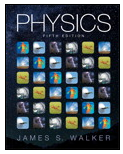 PHYSICS
FIFTH EDITION
JAMES S. WALKER